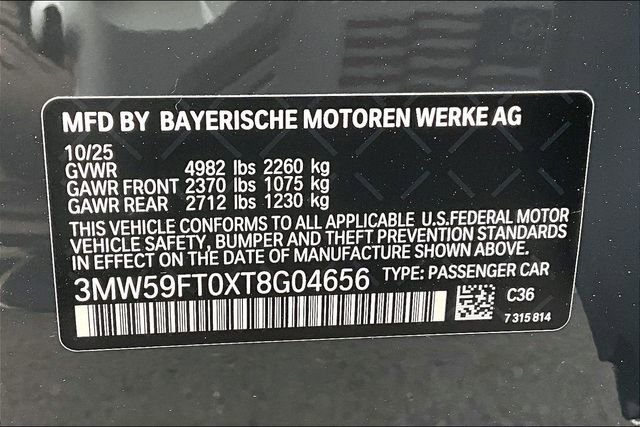 MFD BY BAYERISCHE MOTOREN WERKE AG
10/25
GVWR 4982 lbs 2260 kg
GAWR FRONT 2370 lbs 1075 kg
GAWR REAR 2712 lbs 1230 kg
THIS VEHICLE CONFORMS TO ALL APPLICABLE U.S.FEDERAL MOTOR
VEHICLE SAFETY, BUMPER AND THEFT PREVENTION STANDARDS
IN EFFECT ON THE DATE OF MANUFACTURE SHOWN ABOVE.
3MW59FT0XT8G04656 TYPE: PASSENGER CAR
C36
7 315 814